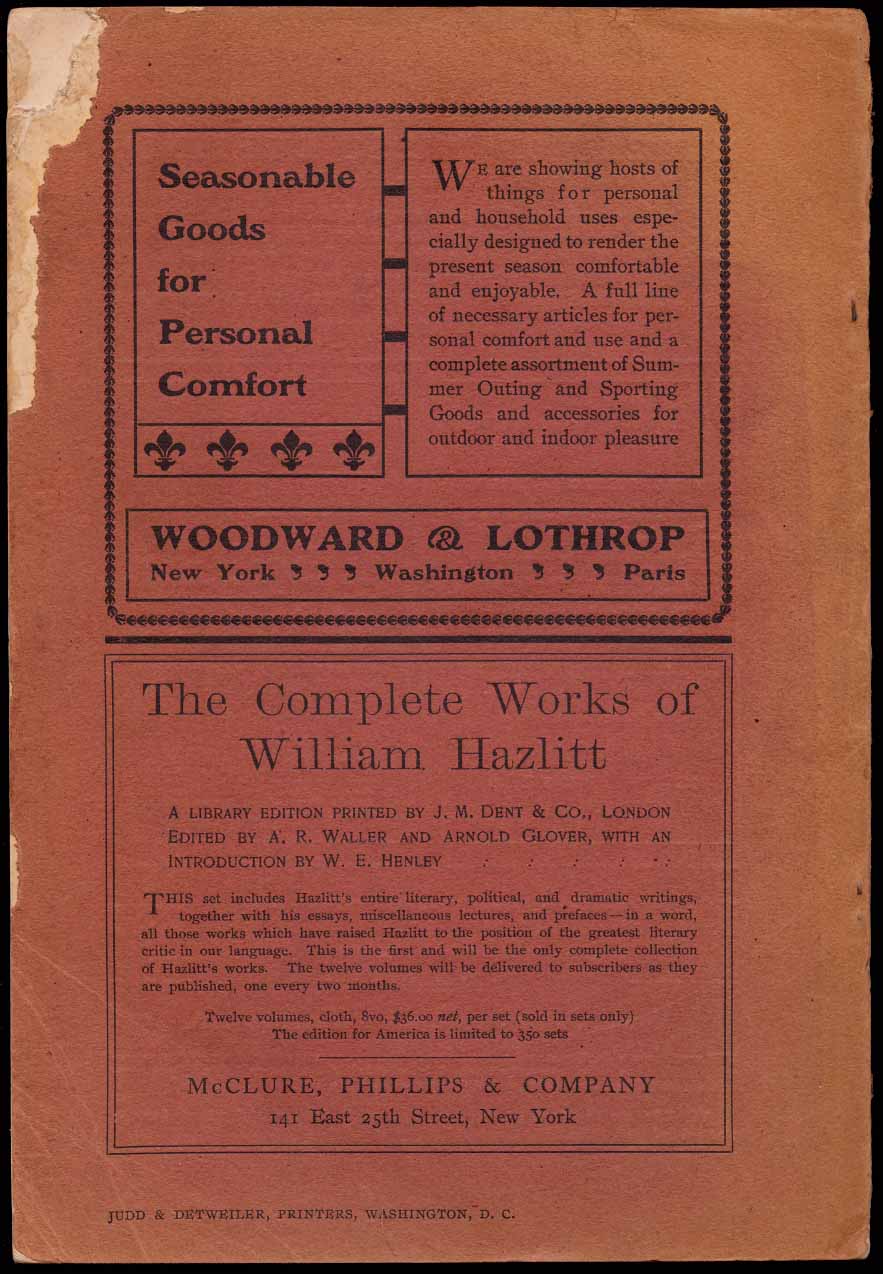 Seasonable
Goods
for
Personal
Comfort
WE are showing hosts of
things for personal
and household uses espe-
cially designed to render the
present season comfortable
and enjoyable. A full line
of necessary articles for per-
sonal comfort and use and a
complete assortment of Sum-
mer Outing and Sporting
Goods and accessories for
outdoor and indoor pleasure
WOODWARD & LOTHROP
New York Washington Paris
The Complete Works of
William Hazlitt
A LIBRARY EDITION PRINTED BY J. M. DENT & CO., LONDON
EDITED BY A. R. WALLER AND ARNOLD GLOVER, WITH AN
INTRODUCTION BY W. E. HENLEY
THIS set includes Hazlitt's entire literary, political, and dramatic writings,
together with his essays, miscellaneous lectures, and prefaces—in a word,
all those works which have raised Hazlitt to the position of the greatest literary
critic in our language. This is the first and will be the only complete collection
of Hazlitt's works. The twelve volumes will be delivered to subscribers as they
are published, one every two months.
Twelve volumes, cloth, 8vo, $36.00 net, per set (sold in sets only)
The edition for America is limited to 350 sets
McCLURE, PHILLIPS & COMPANY
141 East 25th Street, New York
JUDD & DETWEILER, PRINTERS, WASHINGTON, D. C.